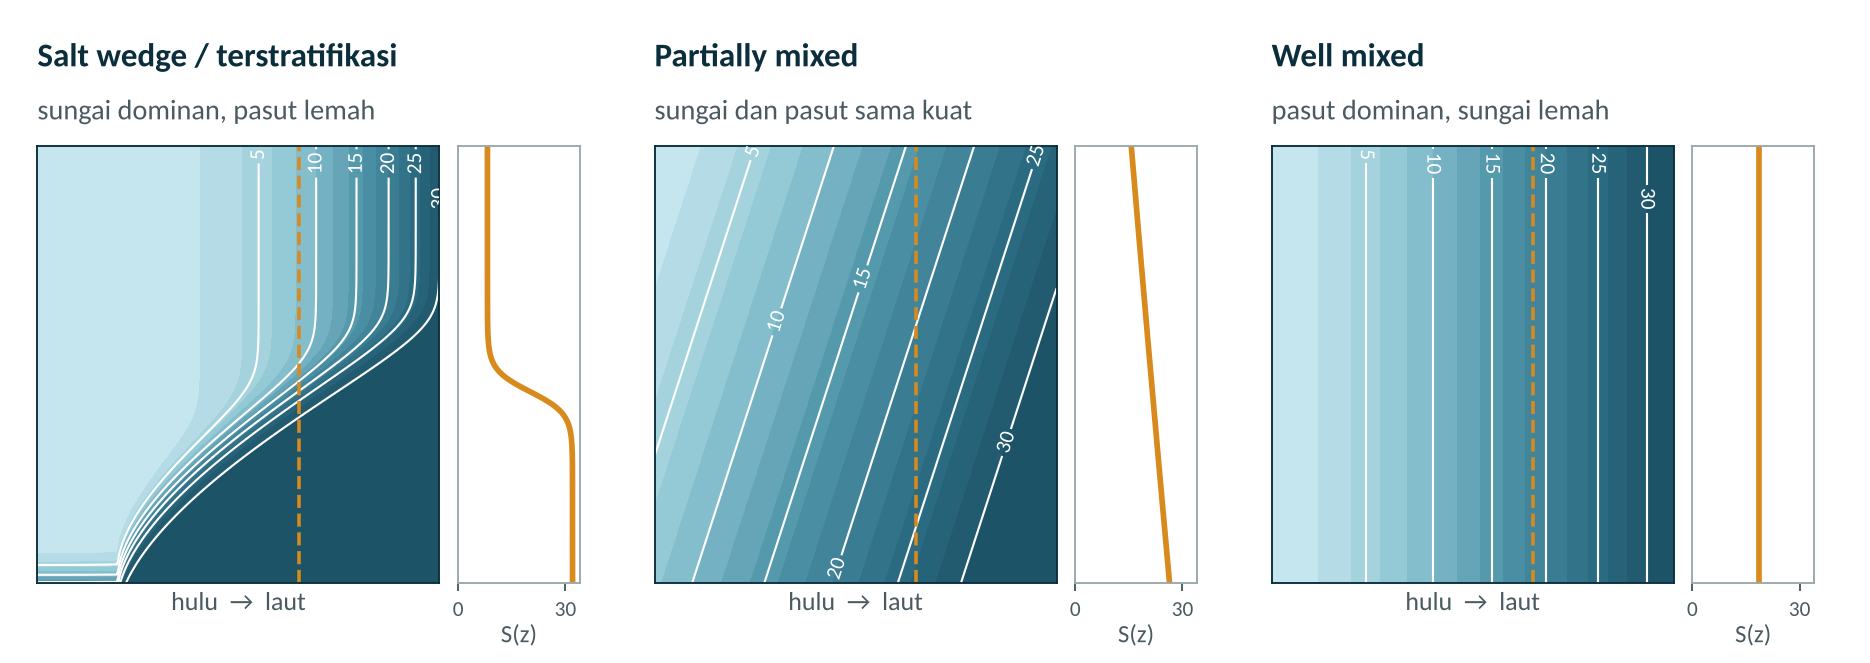 Salt wedge / terstratifikasi
sungai dominan, pasut lemah
5
10
15
20
25
30
hulu → laut
0
30
S(z)
Partially mixed
sungai dan pasut sama kuat
5
25
15
10
30
20
hulu → laut
0
30
S(z)
Well mixed
pasut dominan, sungai lemah
5
10
15
20
25
30
hulu → laut
0
30
S(z)